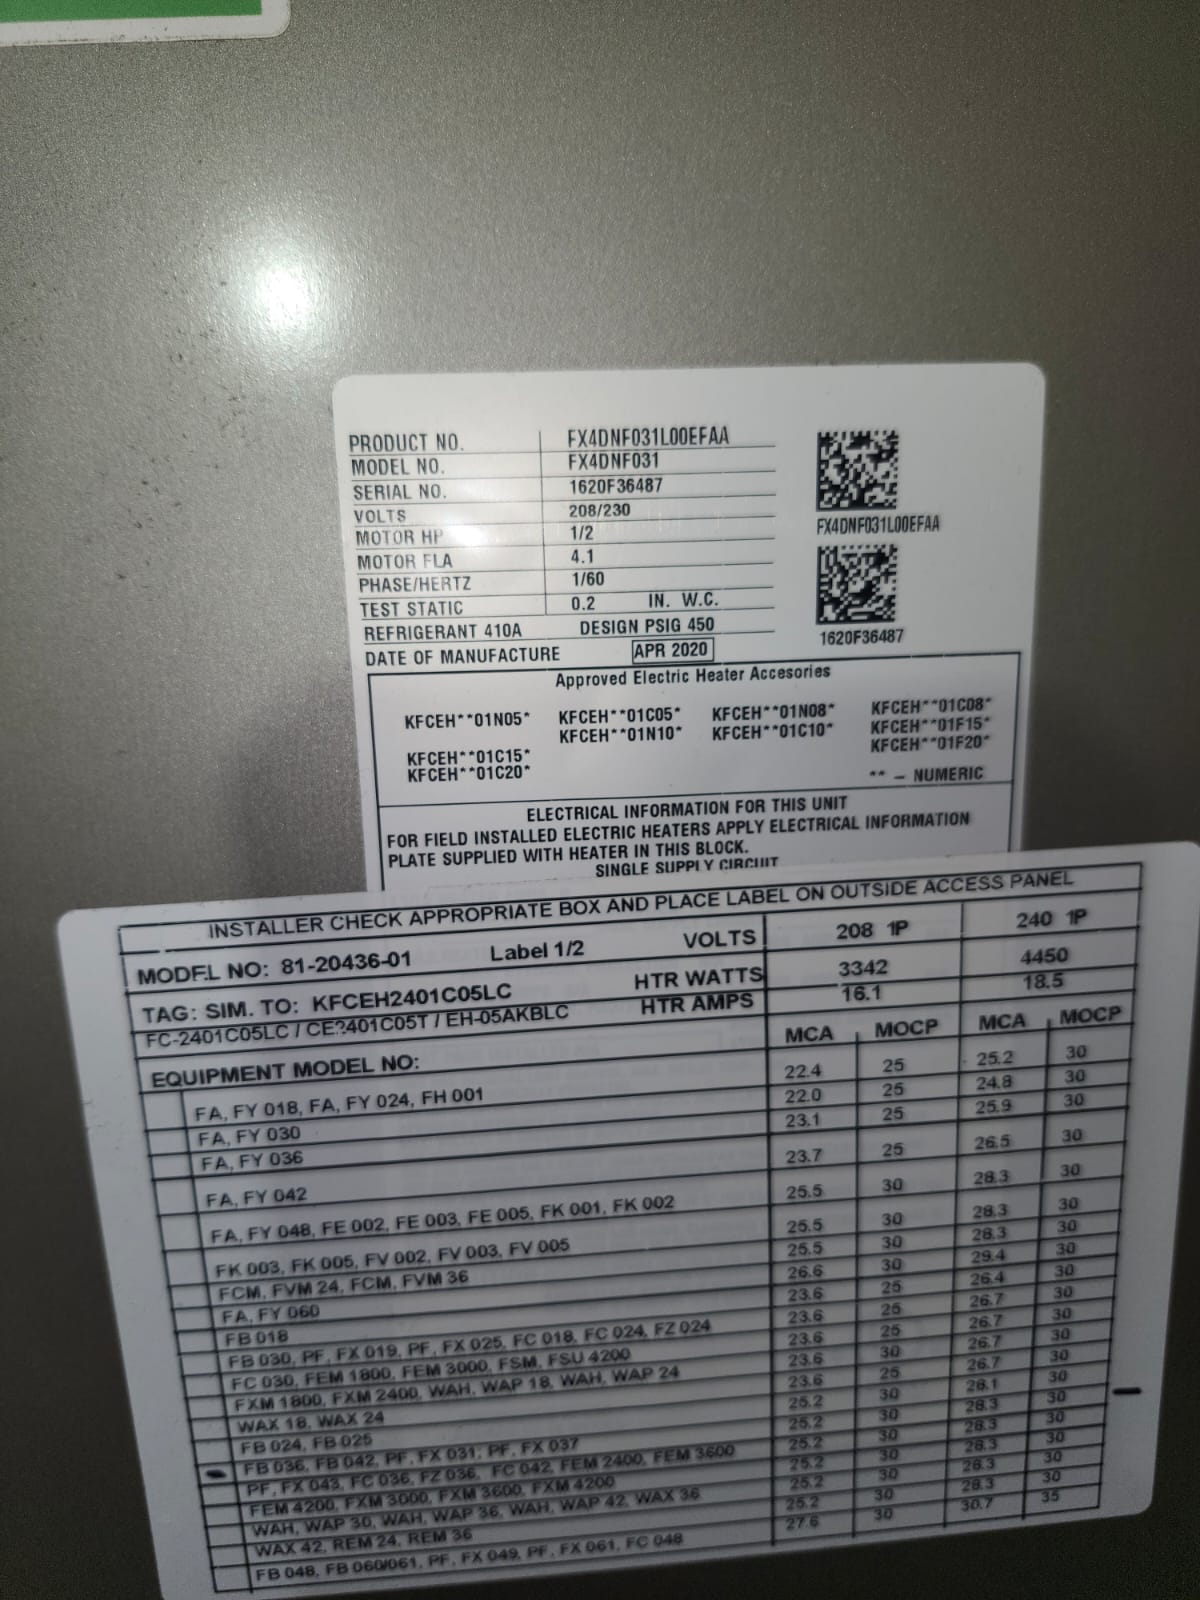 PRODUCT NO. FX4DNF031L00EFAA
MODEL NO. FX4DNF031
SERIAL NO. 1620F36487
VOLTS 208/230
MOTOR HP 1/2
MOTOR FLA 4.1
PHASE/HERTZ 1/60
TEST STATIC 0.2 IN. W.C.
REFRIGERANT 410A DESIGN PSIG 450
DATE OF MANUFACTURE APR 2020
FX4DNF031L00EFAA
1620F36487
Approved Electric Heater Accesories
KFCEH**01N05* KFCEH**01C05* KFCEH**01N08* KFCEH**01C08*
KFCEH**01N10* KFCEH**01C10* KFCEH**01F15*
KFCEH**01C15* KFCEH**01F20*
KFCEH**01C20*
** – NUMERIC
ELECTRICAL INFORMATION FOR THIS UNIT
FOR FIELD INSTALLED ELECTRIC HEATERS APPLY ELECTRICAL INFORMATION
PLATE SUPPLIED WITH HEATER IN THIS BLOCK.
SINGLE SUPPLY CIRCUIT
INSTALLER CHECK APPROPRIATE BOX AND PLACE LABEL ON OUTSIDE ACCESS PANEL
MODEL NO: 81-20436-01 Label 1/2 VOLTS 208 1P 240 1P
TAG: SIM. TO: KFCEH2401C05LC HTR WATTS 3342 4450
FC-2401C05LC / CE2401C05T / EH-05AKBLC HTR AMPS 16.1 18.5
EQUIPMENT MODEL NO: MCA MOCP MCA MOCP
FA, FY 018, FA, FY 024, FH 001 22.4 25 25.2 30
FA, FY 030 22.0 25 24.8 30
FA, FY 036 23.1 25 25.9 30
FA, FY 042 23.7 25 26.5 30
FA, FY 048, FE 002, FE 003, FE 005, FK 001, FK 002 25.5 30 28.3 30
FK 003, FK 005, FV 002, FV 003, FV 005 25.5 30 28.3 30
FCM, FVM 24, FCM, FVM 36 25.5 30 28.3 30
FA, FY 060 26.6 30 29.4 30
FB 018 23.6 25 26.4 30
FB 030, PF, FX 019, PF, FX 025, FC 018, FC 024, FZ 024 23.6 25 26.7 30
FC 030, FEM 1800, FEM 3000, FSM, FSU 4200 23.6 25 26.7 30
FXM 1800, FXM 2400, WAH, WAP 18, WAH, WAP 24 23.6 30 26.7 30
WAX 18, WAX 24 23.6 25 26.7 30
FB 024, FB 025 25.2 30 28.1 30
FB 036, FB 042, PF, FX 031, PF, FX 037 25.2 30 28.3 30
PF, FX 043, FC 036, FZ 036, FC 042, FEM 2400, FEM 3600 25.2 30 28.3 30
FEM 4200, FXM 3000, FXM 3600, FXM 4200 25.2 30 28.3 30
WAH, WAP 30, WAH, WAP 36, WAH, WAP 42, WAX 36 25.2 30 28.3 30
WAX 42, REM 24, REM 36 25.2 30 28.3 30
FB 048, FB 060/061, PF, FX 049, PF, FX 061, FC 048 27.6 30 30.7 35